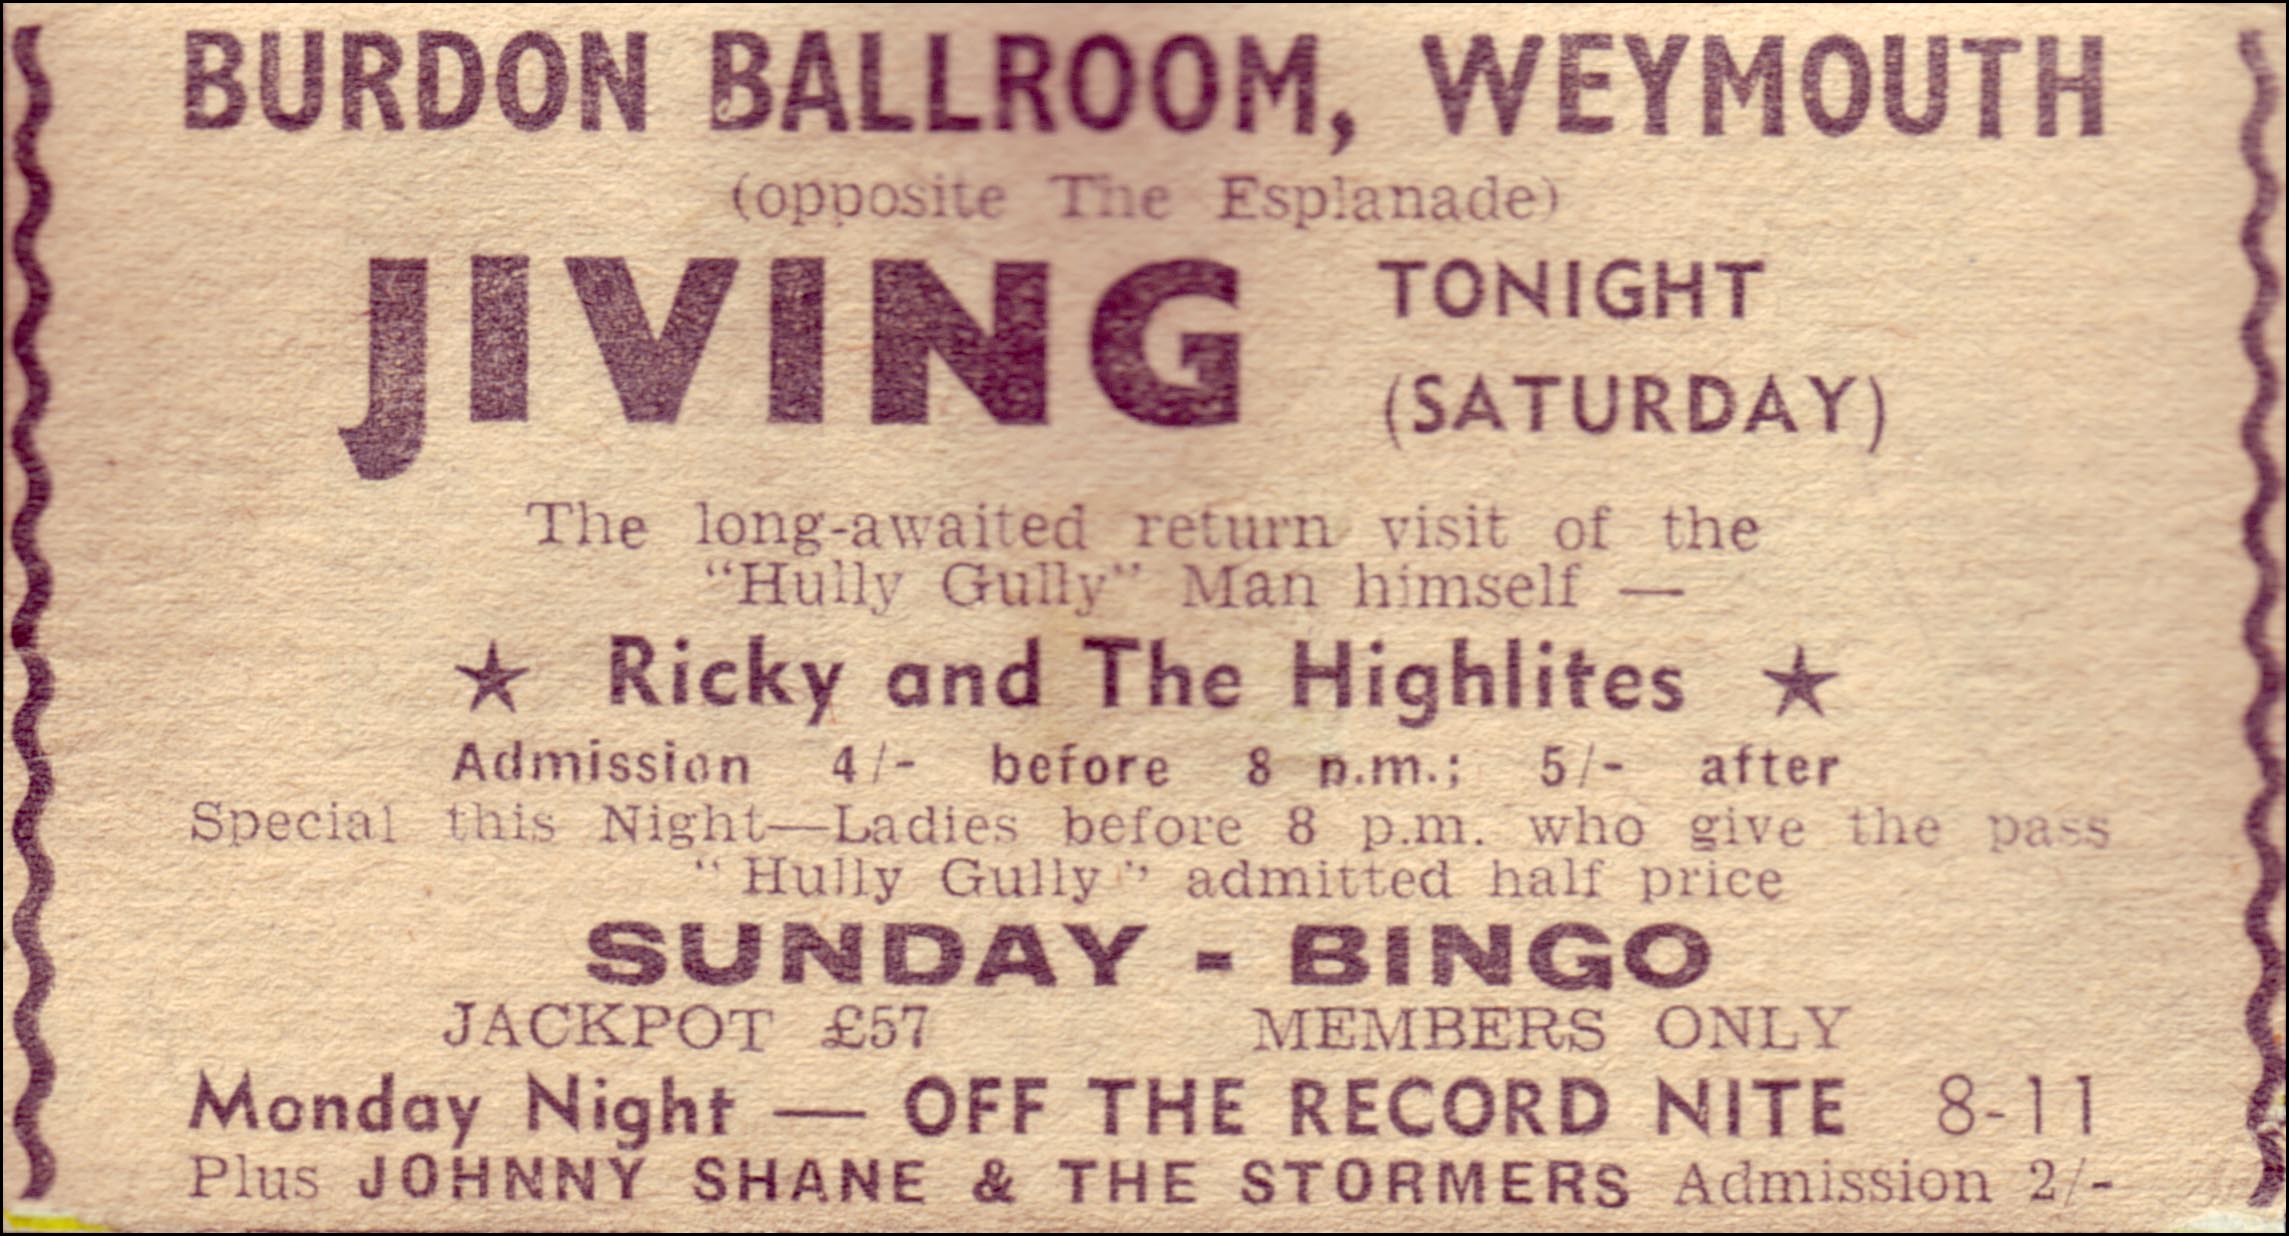 BURDON BALLROOM, WEYMOUTH
(opposite The Esplanade)
JIVING TONIGHT
(SATURDAY)
The long-awaited return visit of the
"Hully Gully" Man himself —
★ Ricky and The Highlites ★
Admission 4/- before 8 p.m.; 5/- after
Special this Night—Ladies before 8 p.m. who give the pass
"Hully Gully" admitted half price
SUNDAY - BINGO
JACKPOT £57 MEMBERS ONLY
Monday Night — OFF THE RECORD NITE 8-11
Plus JOHNNY SHANE & THE STORMERS Admission 2/-